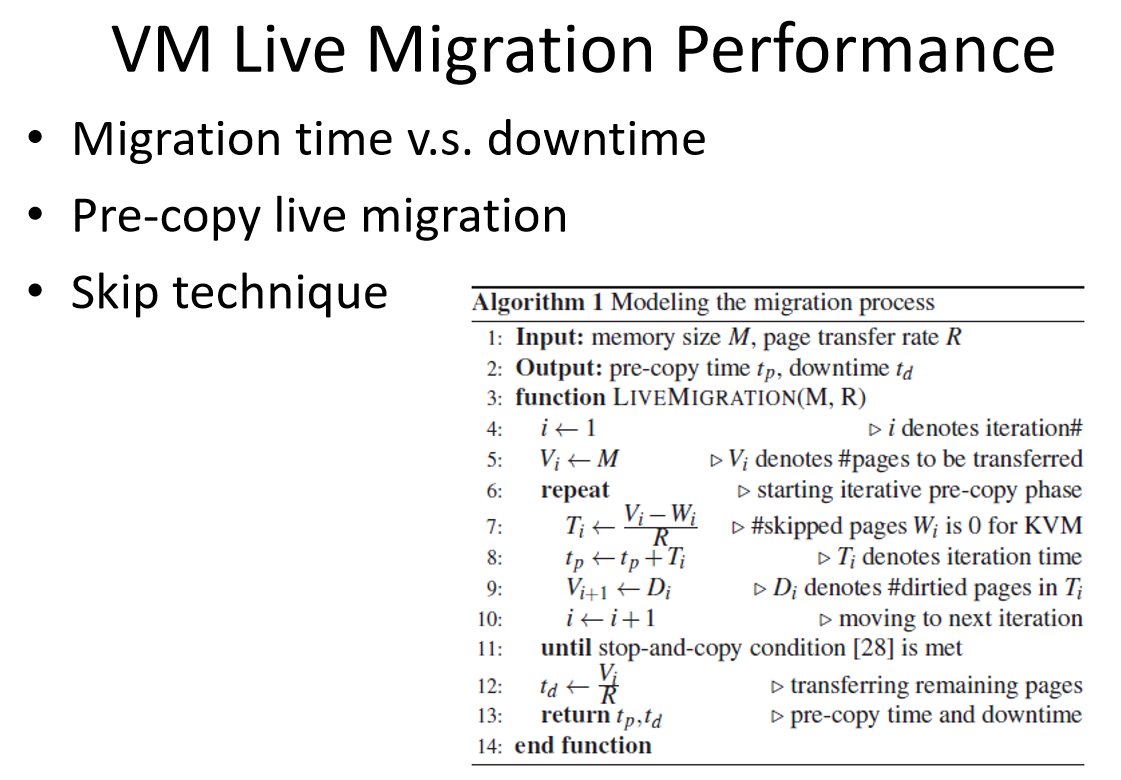 VM Live Migration Performance
• Migration time v.s. downtime
• Pre-copy live migration
• Skip technique
Algorithm 1 Modeling the migration process
1: Input: memory size M, page transfer rate R
2: Output: pre-copy time t_p, downtime t_d
3: function LIVEMIGRATION(M, R)
4: i ← 1 ▷ i denotes iteration#
5: V_i ← M ▷ V_i denotes #pages to be transferred
6: repeat ▷ starting iterative pre-copy phase
7: T_i ← (V_i − W_i)/R ▷ #skipped pages W_i is 0 for KVM
8: t_p ← t_p + T_i ▷ T_i denotes iteration time
9: V_{i+1} ← D_i ▷ D_i denotes #dirtied pages in T_i
10: i ← i + 1 ▷ moving to next iteration
11: until stop-and-copy condition [28] is met
12: t_d ← V_i/R ▷ transferring remaining pages
13: return t_p,t_d ▷ pre-copy time and downtime
14: end function